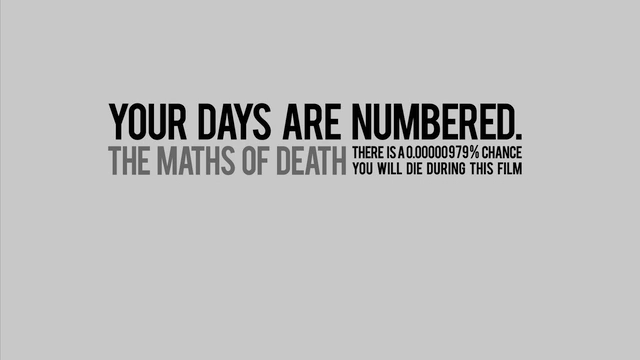 YOUR DAYS ARE NUMBERED.
THE MATHS OF DEATH
THERE IS A 0.00000979% CHANCE
YOU WILL DIE DURING THIS FILM